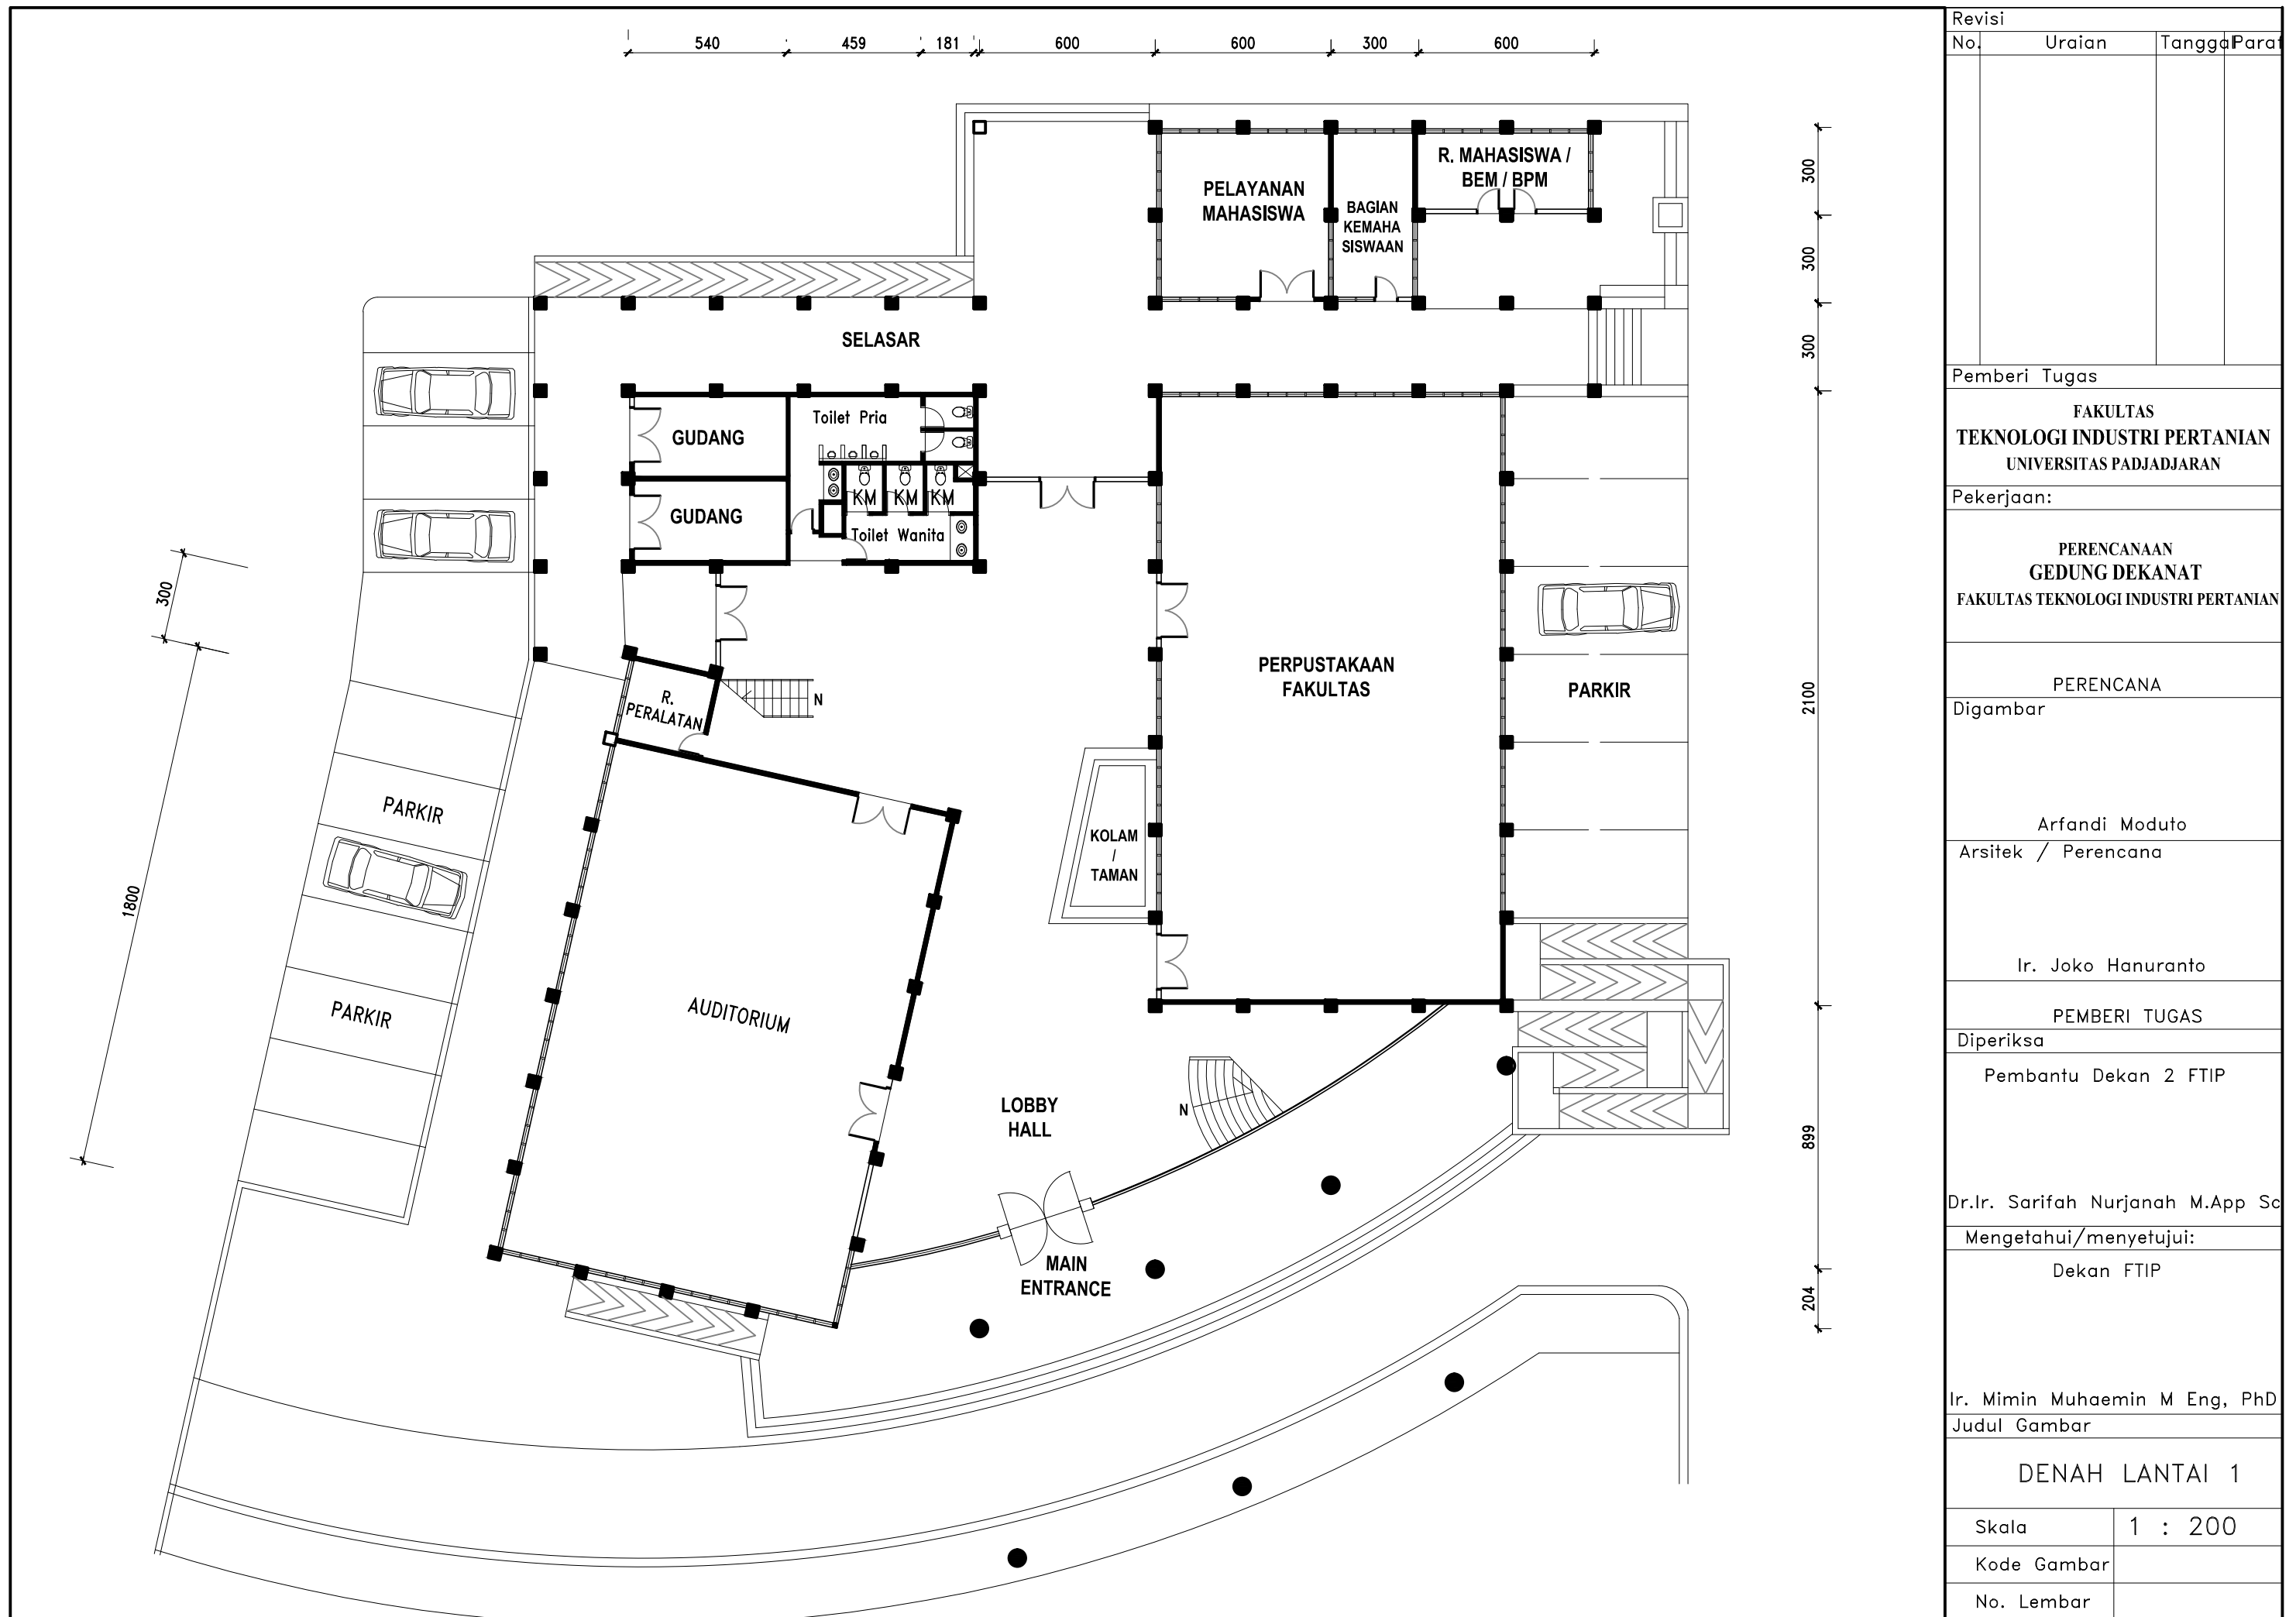 540 459 181 600 600 300 600
R. MAHASISWA /
BEM / BPM
PELAYANAN
MAHASISWA
BAGIAN
KEMAHA
SISWAAN
300
300
300
2100
899
204
SELASAR
GUDANG
GUDANG
Toilet Pria
KM KM KM
Toilet Wanita
300
1800
R.
PERALATAN
N
PERPUSTAKAAN
FAKULTAS
PARKIR
PARKIR
PARKIR
KOLAM
/
TAMAN
AUDITORIUM
LOBBY
HALL
N
MAIN
ENTRANCE
Revisi
No. Uraian Tanggal Paraf
Pemberi Tugas
FAKULTAS
TEKNOLOGI INDUSTRI PERTANIAN
UNIVERSITAS PADJADJARAN
Pekerjaan:
PERENCANAAN
GEDUNG DEKANAT
FAKULTAS TEKNOLOGI INDUSTRI PERTANIAN
PERENCANA
Digambar
Arfandi Moduto
Arsitek / Perencana
Ir. Joko Hanuranto
PEMBERI TUGAS
Diperiksa
Pembantu Dekan 2 FTIP
Dr.Ir. Sarifah Nurjanah M.App Sc
Mengetahui/menyetujui:
Dekan FTIP
Ir. Mimin Muhaemin M Eng, PhD
Judul Gambar
DENAH LANTAI 1
Skala 1 : 200
Kode Gambar
No. Lembar